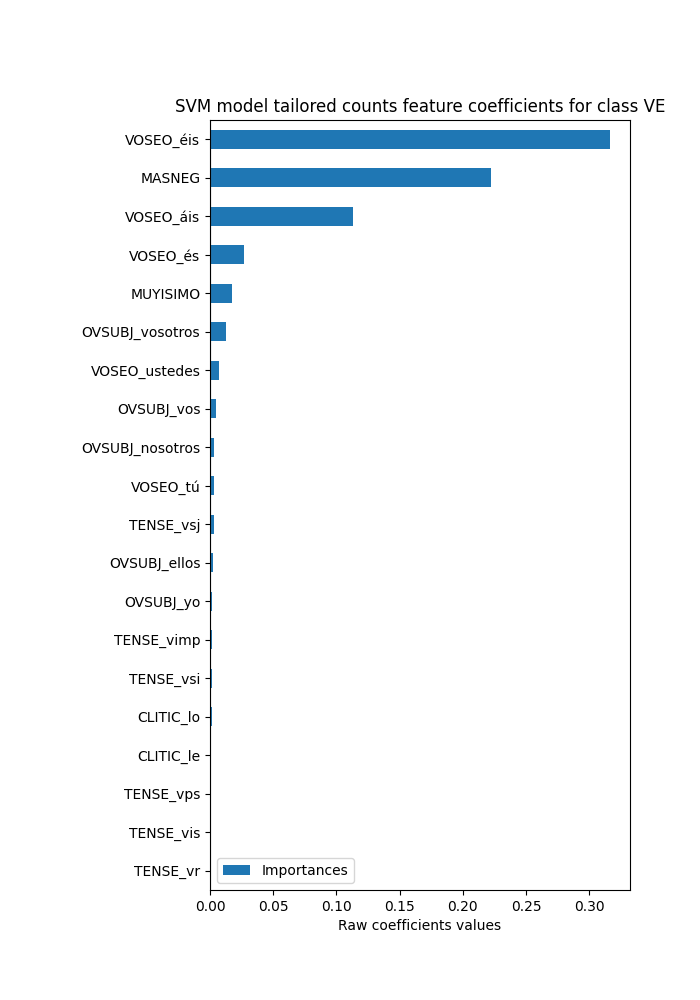 SVM model tailored counts feature coefficients for class VE
VOSEO_éis
MASNEG
VOSEO_áis
VOSEO_és
MUYISIMO
OVSUBJ_vosotros
VOSEO_ustedes
OVSUBJ_vos
OVSUBJ_nosotros
VOSEO_tú
TENSE_vsj
OVSUBJ_ellos
OVSUBJ_yo
TENSE_vimp
TENSE_vsi
CLITIC_lo
CLITIC_le
TENSE_vps
TENSE_vis
TENSE_vr
Importances
0.00 0.05 0.10 0.15 0.20 0.25 0.30
Raw coefficients values